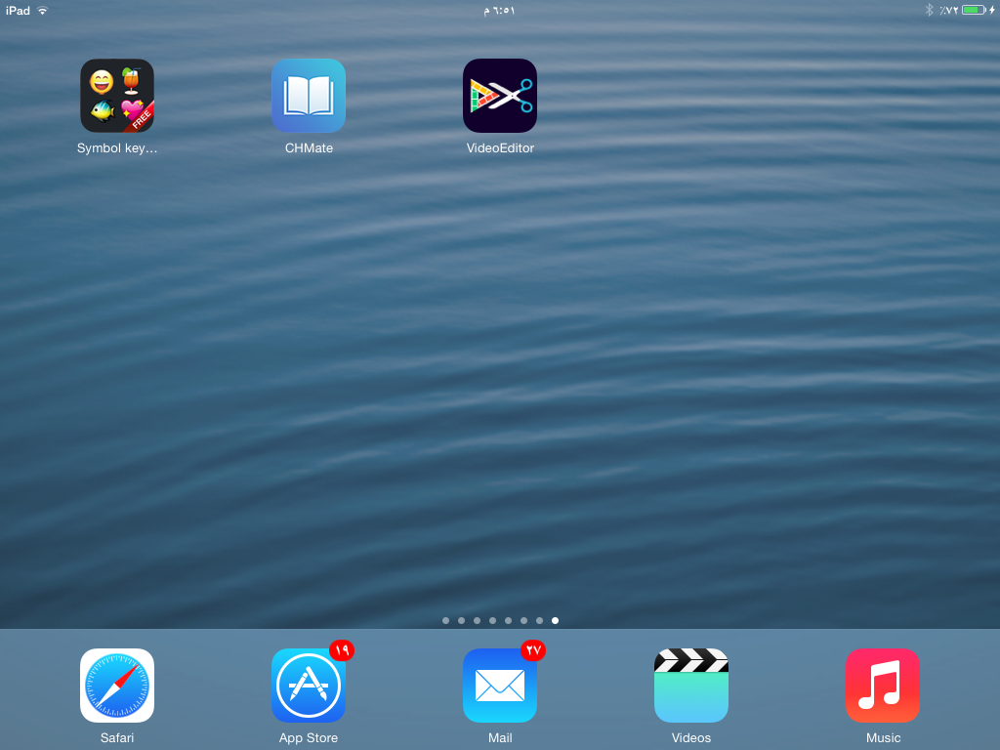 iPad
٦:٥١ م
٪٧٢
FREE
Symbol key...
CHMate
VideoEditor
١٩
٢٧
Safari
App Store
Mail
Videos
Music